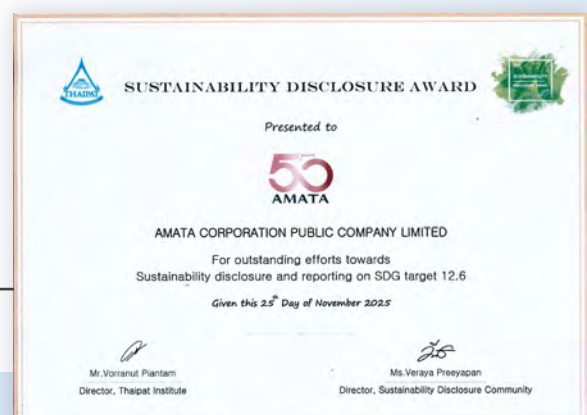 THAIPAT
SUSTAINABILITY DISCLOSURE AWARD
SUSTAINABILITY
Presented to
50
AMATA
AMATA CORPORATION PUBLIC COMPANY LIMITED
For outstanding efforts towards
Sustainability disclosure and reporting on SDG target 12.6
Given this 25th Day of November 2025
Mr.Vorranut Piantam
Ms.Veraya Preeyapan
Director, Thaipat Institute
Director, Sustainability Disclosure Community